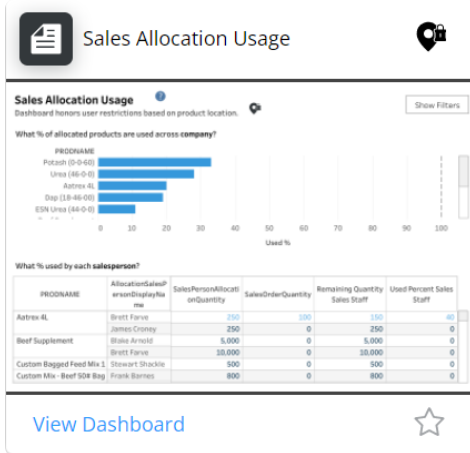 Sales Allocation Usage
Sales Allocation Usage ?
Dashboard honors user restrictions based on product location.
Show Filters
What % of allocated products are used across company?
PRODNAME
Potash (0-0-60)
Urea (46-0-0)
Aatrex 4L
Dap (18-46-00)
ESN Urea (44-0-0)
0 10 20 30 40 50 60 70 80 90 100
Used %
What % used by each salesperson?
PRODNAME AllocationSalesPersonDisplayName SalesPersonAllocationQuantity SalesOrderQuantity Remaining Quantity Sales Staff Used Percent Sales Staff
Aatrex 4L Brett Farve 250 100 150 40
James Croney 250 0 250 0
Beef Supplement Blake Arnold 5,000 0 5,000 0
Brett Farve 10,000 0 10,000 0
Custom Bagged Feed Mix 1 Stewart Shackle 500 0 500 0
Custom Mix - Beef 50# Bag Frank Barnes 800 0 800 0
View Dashboard